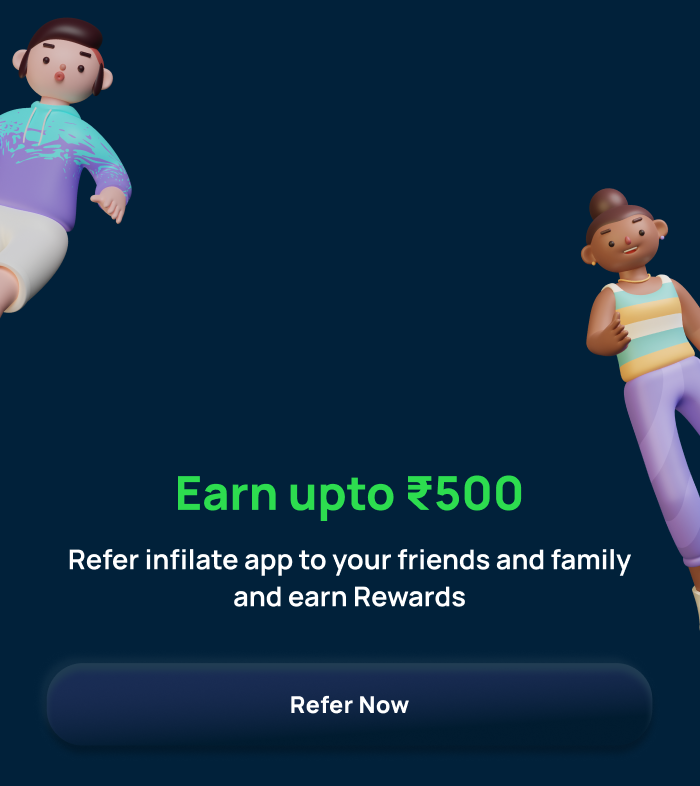 Earn upto ₹500
Refer infilate app to your friends and family
and earn Rewards
Refer Now